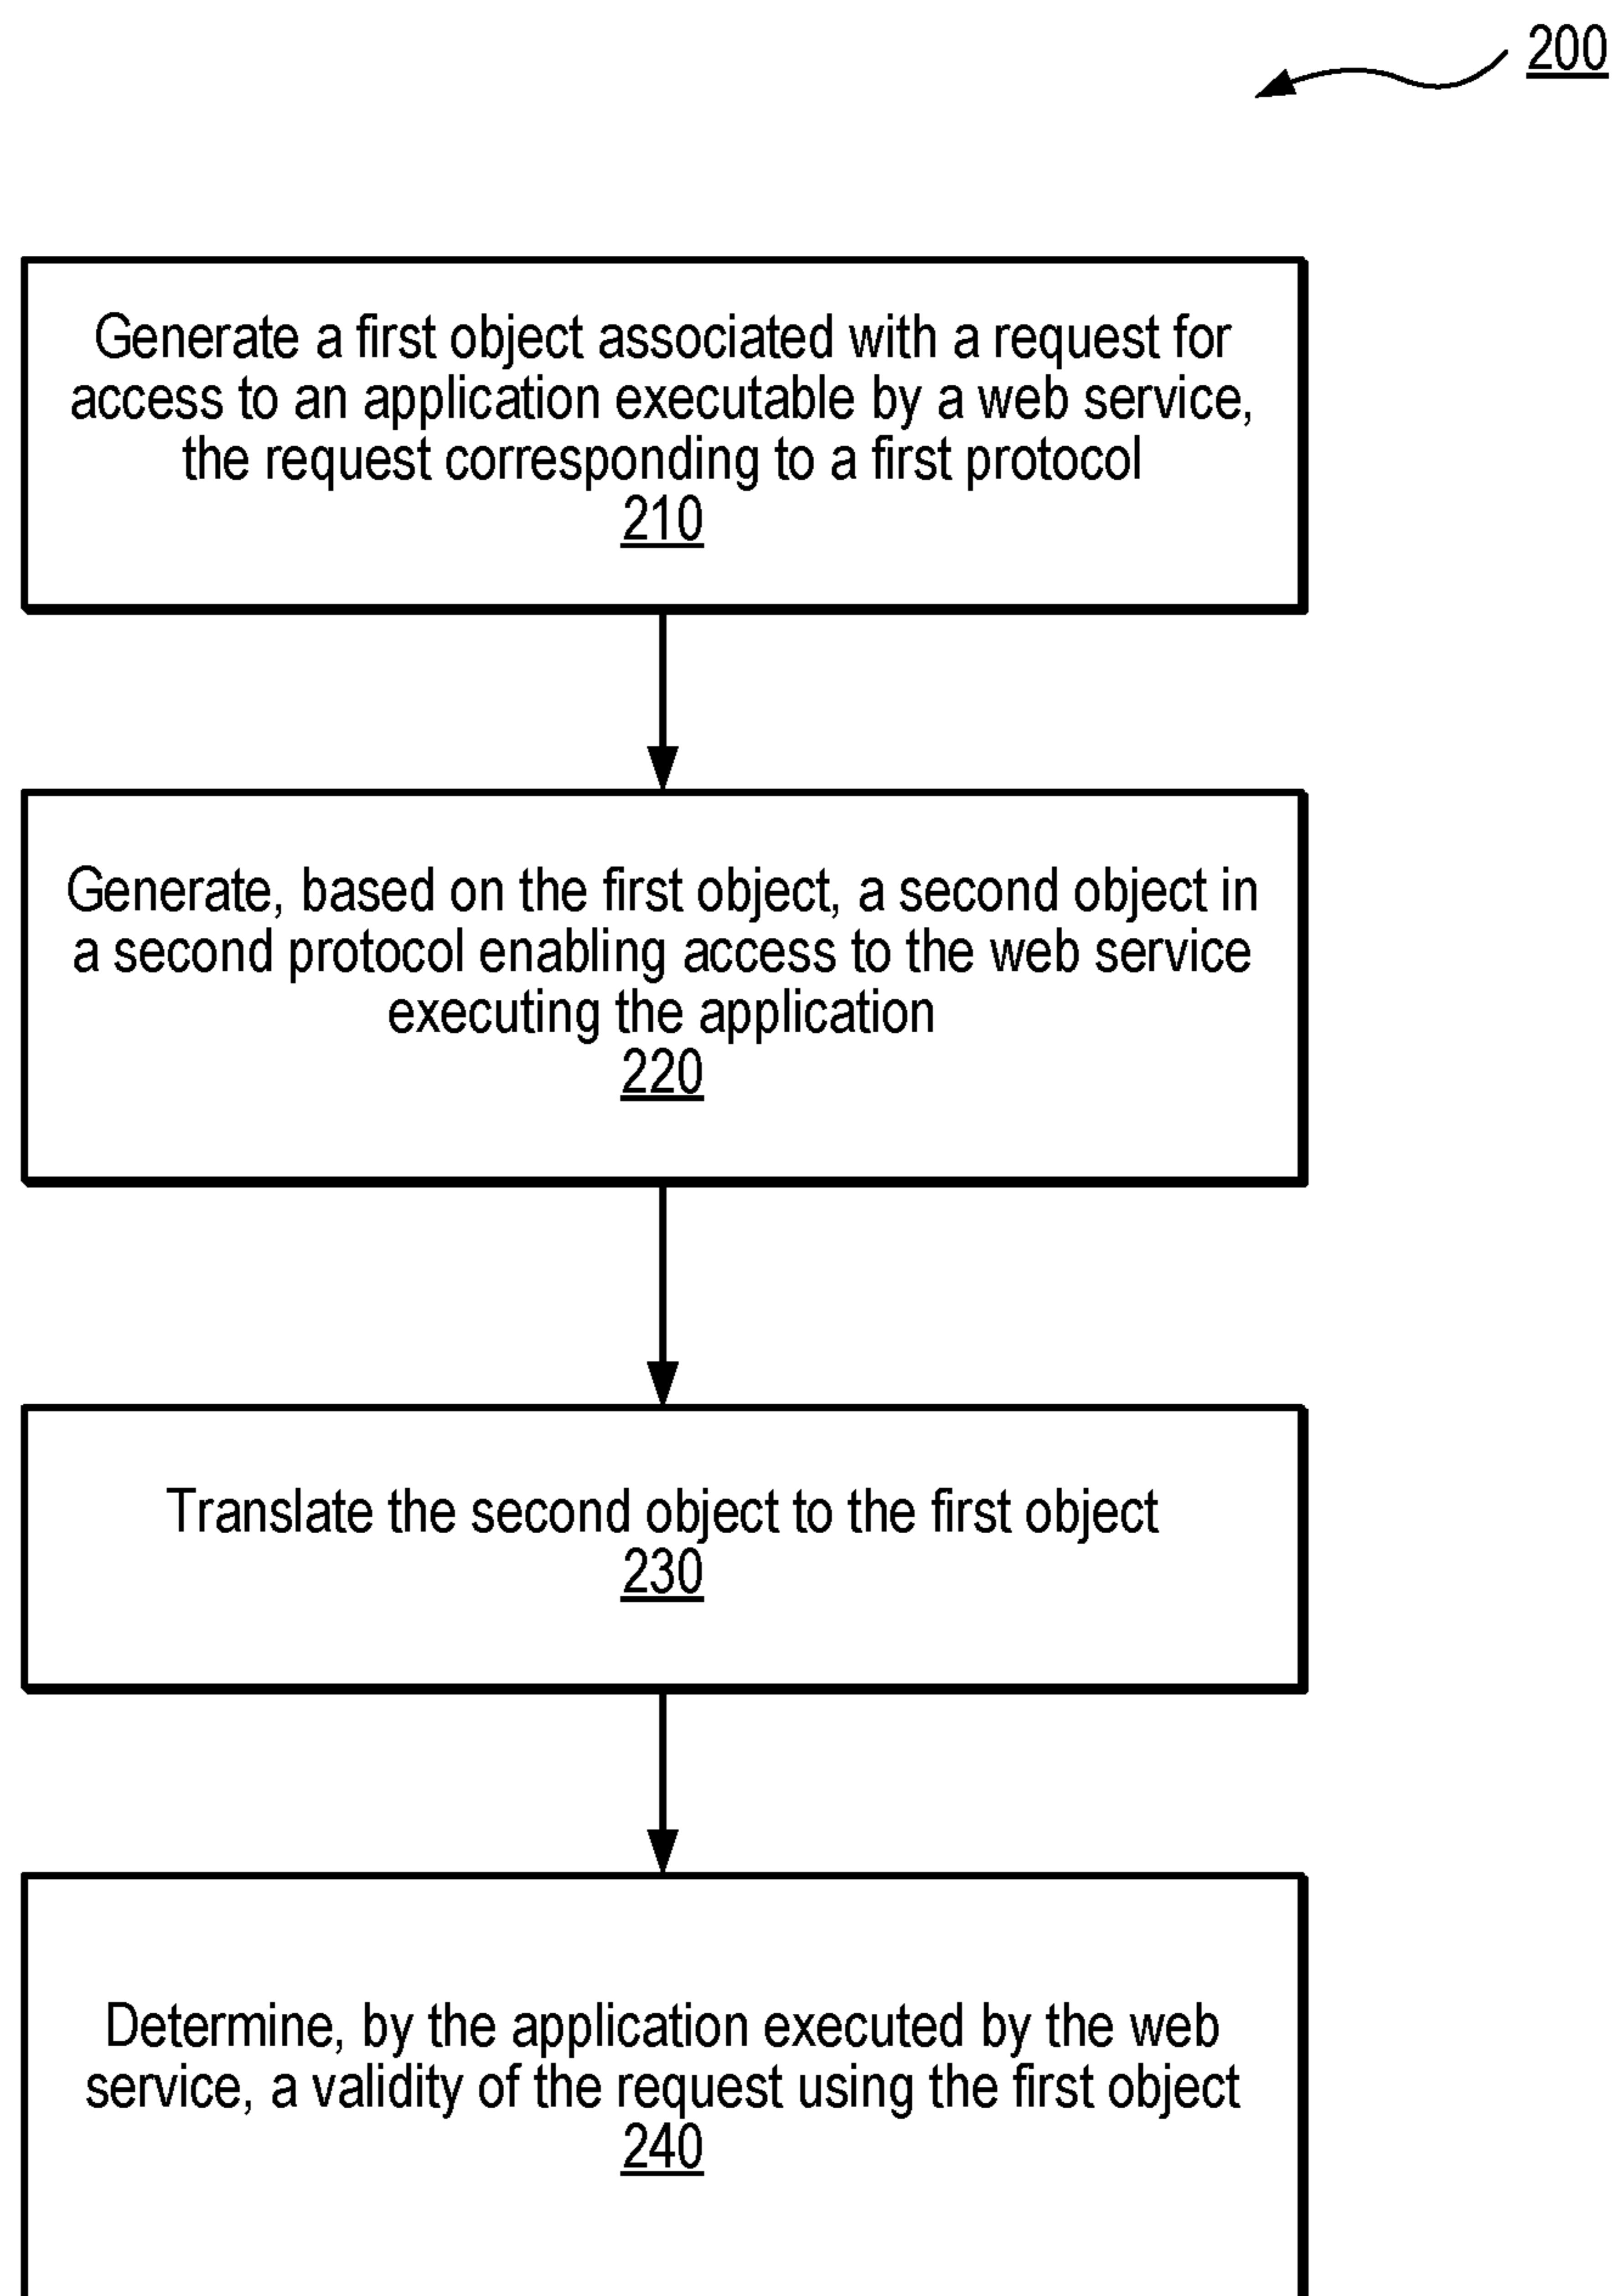 200
Generate a first object associated with a request for
access to an application executable by a web service,
the request corresponding to a first protocol
210
Generate, based on the first object, a second object in
a second protocol enabling access to the web service
executing the application
220
Translate the second object to the first object
230
Determine, by the application executed by the web
service, a validity of the request using the first object
240